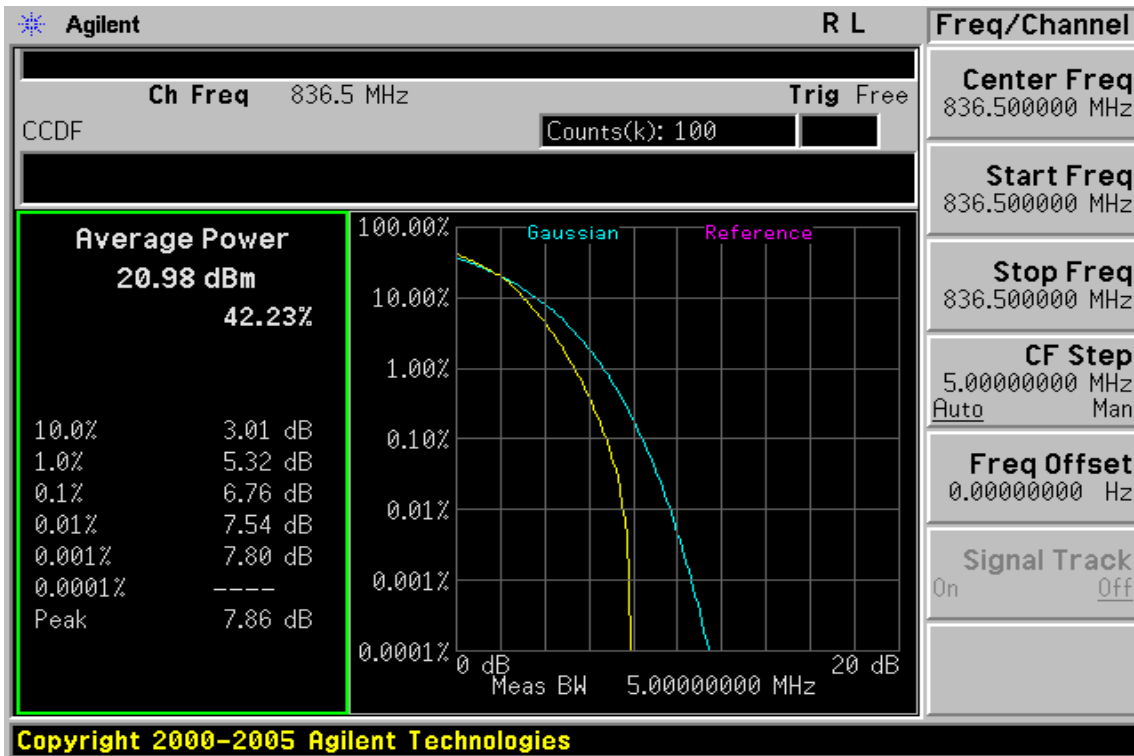 Agilent
R L
Ch Freq 836.5 MHz
Trig Free
CCDF
Counts(k): 100
Average Power
20.98 dBm
42.23%
10.0% 3.01 dB
1.0% 5.32 dB
0.1% 6.76 dB
0.01% 7.54 dB
0.001% 7.80 dB
0.0001% ----
Peak 7.86 dB
Gaussian
Reference
100.00%
10.00%
1.00%
0.10%
0.01%
0.001%
0.0001%
0 dB
20 dB
Meas BW 5.00000000 MHz
Freq/Channel
Center Freq
836.500000 MHz
Start Freq
836.500000 MHz
Stop Freq
836.500000 MHz
CF Step
5.00000000 MHz
Auto Man
Freq Offset
0.00000000 Hz
Signal Track
On Off
Copyright 2000-2005 Agilent Technologies